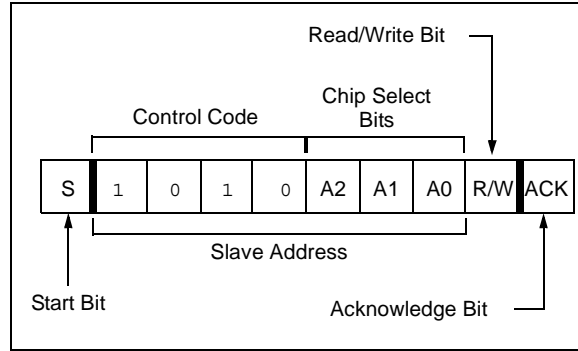 Read/Write Bit
Chip Select
Bits
Control Code
S 1 0 1 0 A2 A1 A0 R/W ACK
Slave Address
Start Bit
Acknowledge Bit